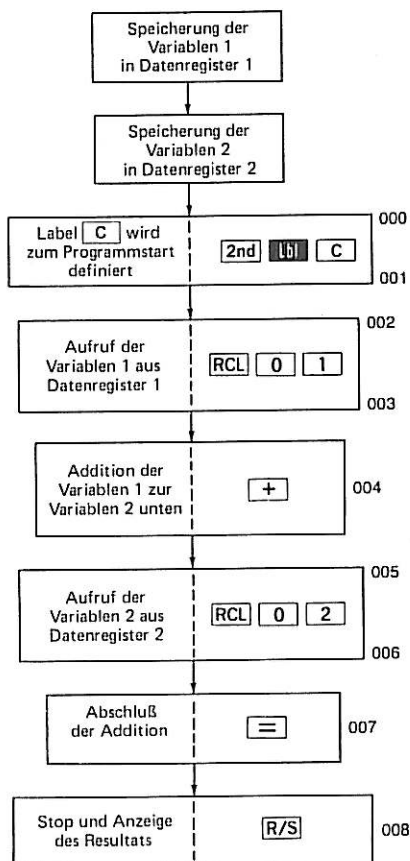 Speicherung der
Variablen 1
in Datenregister 1
Speicherung der
Variablen 2
in Datenregister 2
000
Label C wird
zum Programmstart
definiert
2nd lbl C
001
002
Aufruf der
Variablen 1 aus
Datenregister 1
RCL 0 1
003
Addition der
Variablen 1 zur
Variablen 2 unten
+
004
005
Aufruf der
Variablen 2 aus
Datenregister 2
RCL 0 2
006
Abschluß
der Addition
=
007
Stop und Anzeige
des Resultats
R/S
008